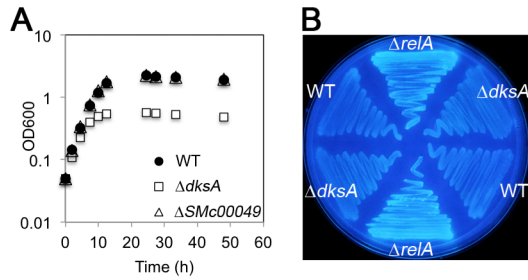 A
10
1
0.1
0.01
OD600
0 10 20 30 40 50 60
Time (h)
WT
ΔdksA
ΔSMc00049
B
ΔrelA
WT
ΔdksA
ΔdksA
WT
ΔrelA